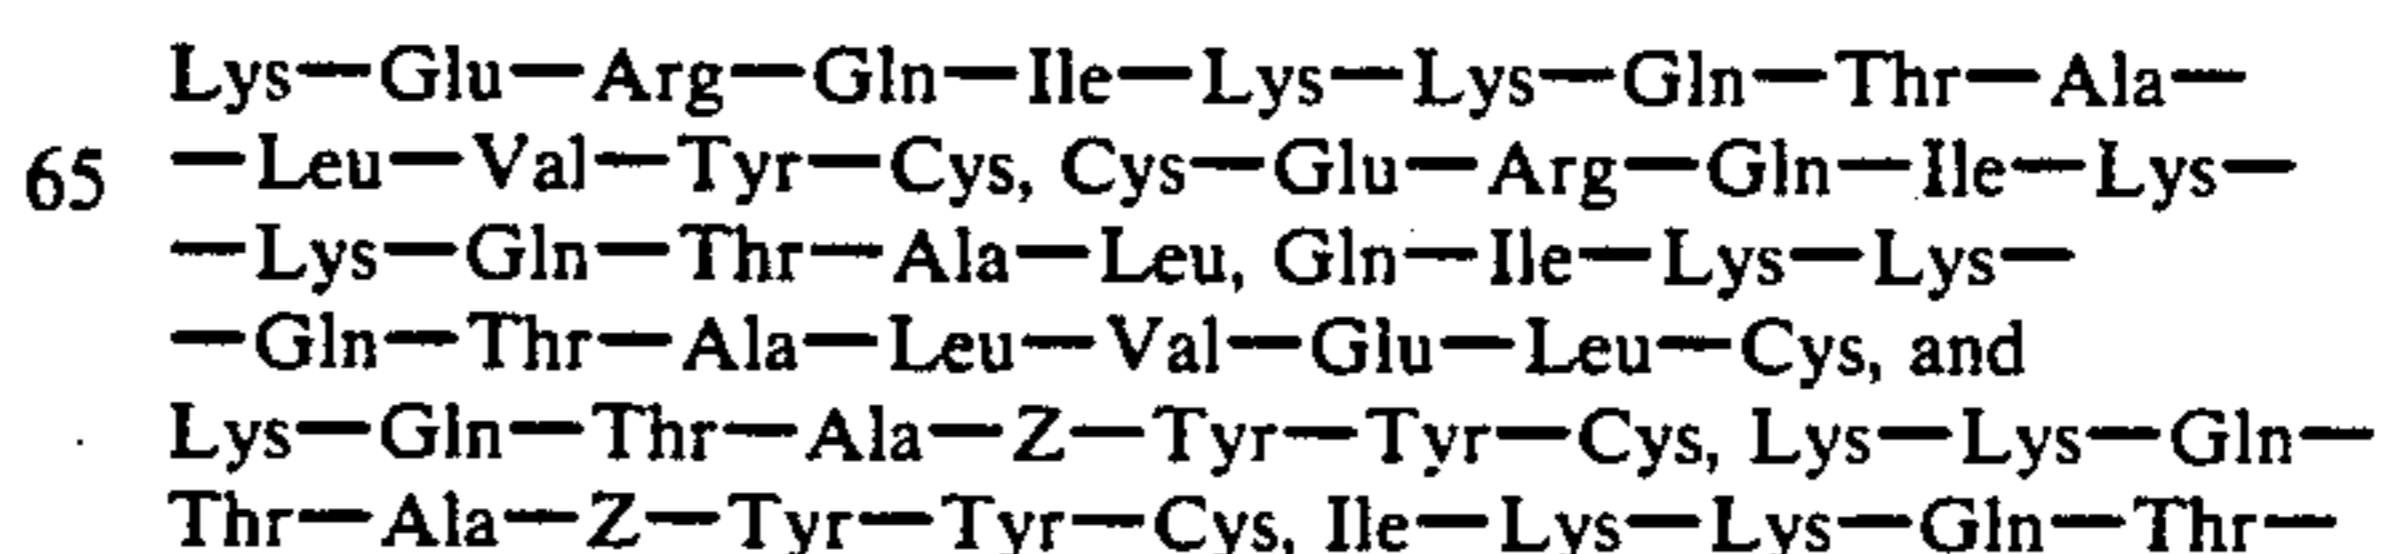 Lys—Glu—Arg—Gln—Ile—Lys—Lys—Gln—Thr—Ala—
65 —Leu—Val—Tyr—Cys, Cys—Glu—Arg—Gln—Ile—Lys—
—Lys—Gln—Thr—Ala—Leu, Gln—Ile—Lys—Lys—
—Gln—Thr—Ala—Leu—Val—Glu—Leu—Cys, and
Lys—Gln—Thr—Ala—Z—Tyr—Tyr—Cys, Lys—Lys—Gln—
Thr—Ala—Z—Tyr—Tyr—Cys, Ile—Lys—Lys—Gln—Thr—